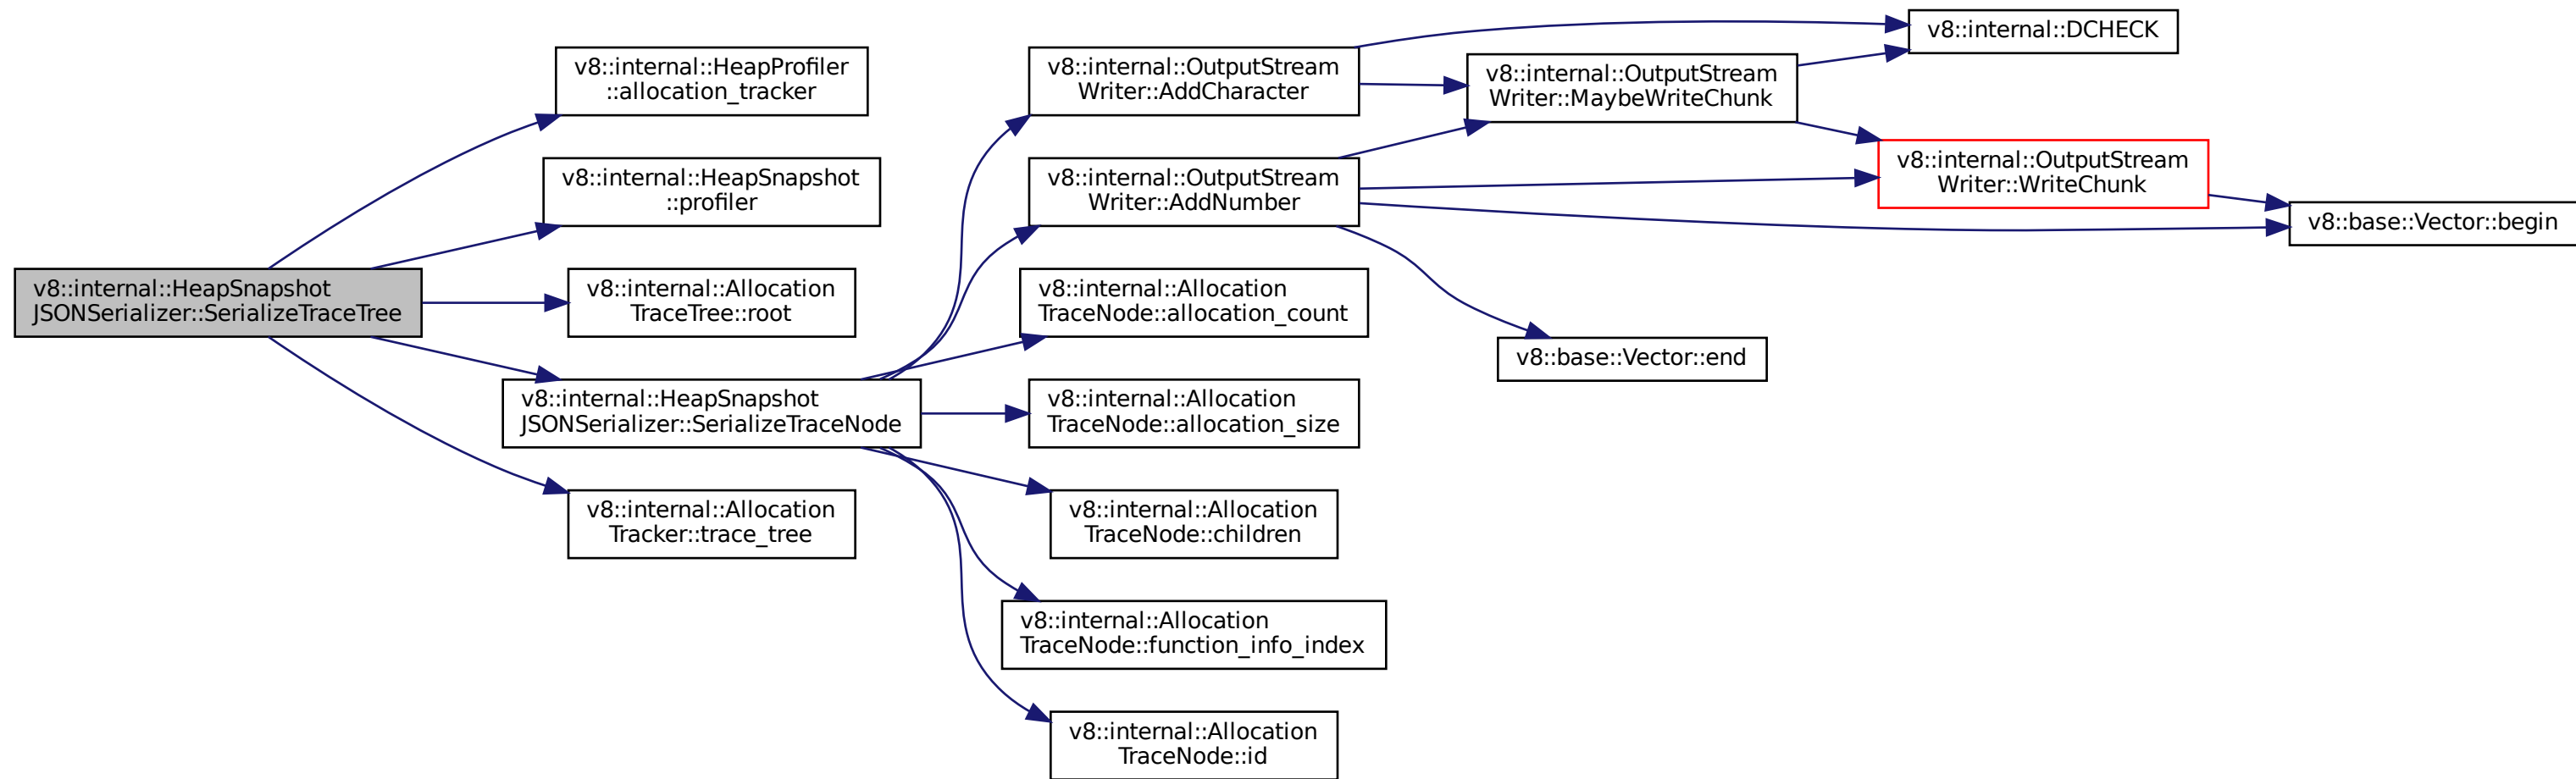 v8::internal::HeapSnapshot
JSONSerializer::SerializeTraceTree
v8::internal::HeapProfiler
::allocation_tracker
v8::internal::HeapSnapshot
::profiler
v8::internal::Allocation
TraceTree::root
v8::internal::HeapSnapshot
JSONSerializer::SerializeTraceNode
v8::internal::Allocation
Tracker::trace_tree
v8::internal::OutputStream
Writer::AddCharacter
v8::internal::OutputStream
Writer::AddNumber
v8::internal::Allocation
TraceNode::allocation_count
v8::internal::Allocation
TraceNode::allocation_size
v8::internal::Allocation
TraceNode::children
v8::internal::Allocation
TraceNode::function_info_index
v8::internal::Allocation
TraceNode::id
v8::internal::OutputStream
Writer::MaybeWriteChunk
v8::base::Vector::end
v8::internal::DCHECK
v8::internal::OutputStream
Writer::WriteChunk
v8::base::Vector::begin